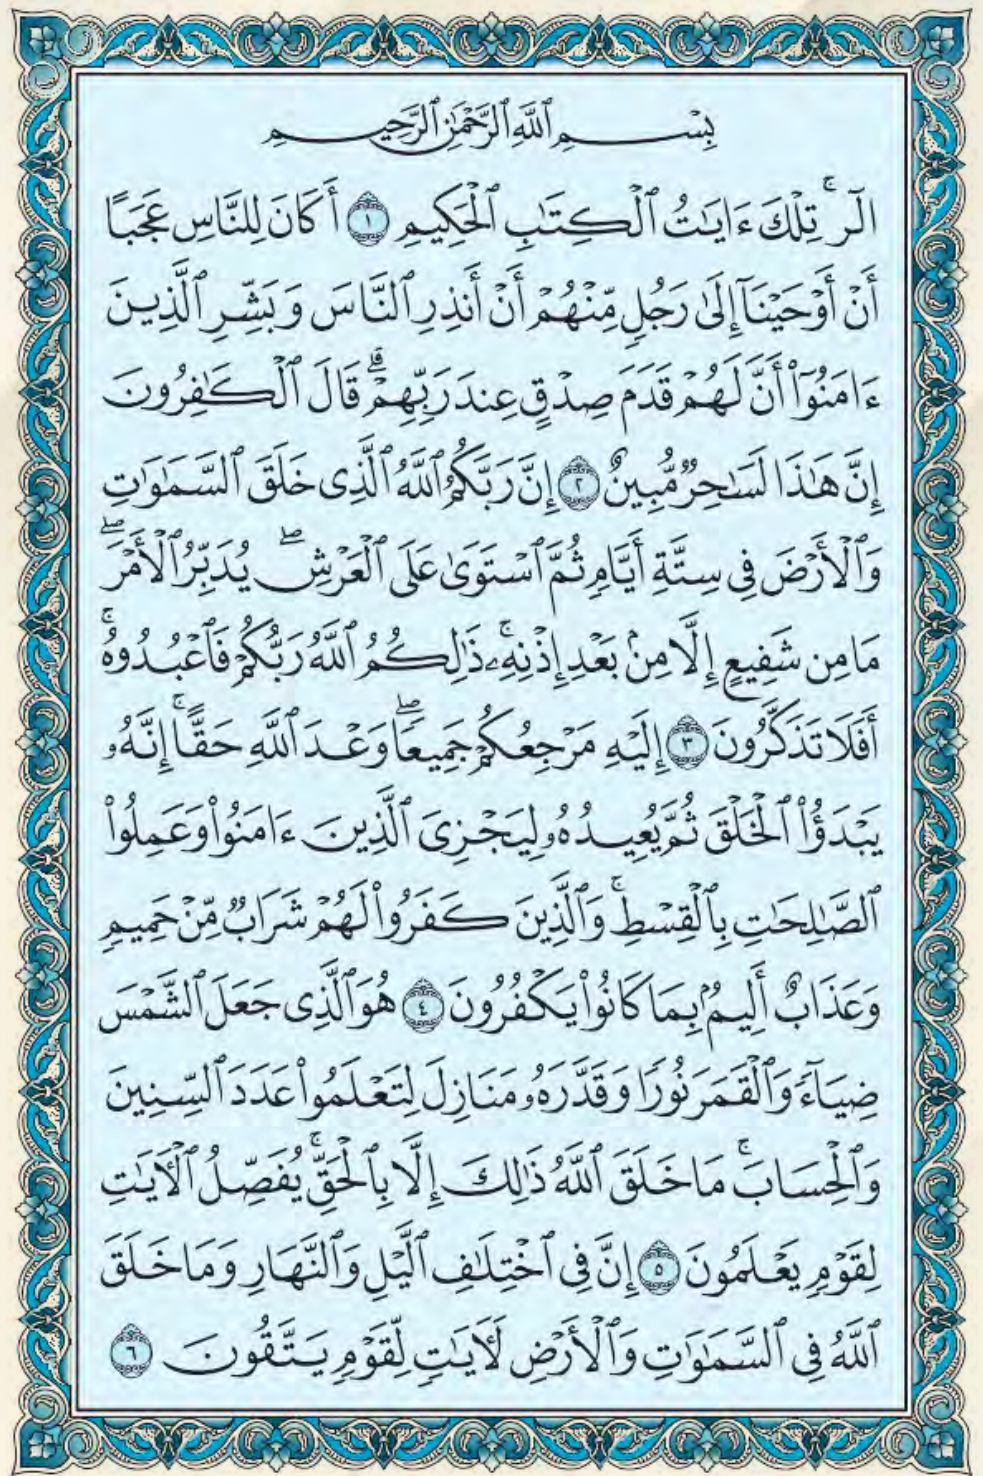 بِسْمِ ٱللَّهِ ٱلرَّحْمَٰنِ ٱلرَّحِيمِ
الٓر ۚ تِلْكَ ءَايَٰتُ ٱلْكِتَٰبِ ٱلْحَكِيمِ ١ أَكَانَ لِلنَّاسِ عَجَبًا
أَنْ أَوْحَيْنَآ إِلَىٰ رَجُلٍ مِّنْهُمْ أَنْ أَنذِرِ ٱلنَّاسَ وَبَشِّرِ ٱلَّذِينَ
ءَامَنُوٓا۟ أَنَّ لَهُمْ قَدَمَ صِدْقٍ عِندَ رَبِّهِمْ ۗ قَالَ ٱلْكَٰفِرُونَ
إِنَّ هَٰذَا لَسَٰحِرٌ مُّبِينٌ ٢ إِنَّ رَبَّكُمُ ٱللَّهُ ٱلَّذِى خَلَقَ ٱلسَّمَٰوَٰتِ
وَٱلْأَرْضَ فِى سِتَّةِ أَيَّامٍ ثُمَّ ٱسْتَوَىٰ عَلَى ٱلْعَرْشِ ۖ يُدَبِّرُ ٱلْأَمْرَ ۖ
مَا مِن شَفِيعٍ إِلَّا مِنۢ بَعْدِ إِذْنِهِۦ ۚ ذَٰلِكُمُ ٱللَّهُ رَبُّكُمْ فَٱعْبُدُوهُ ۚ
أَفَلَا تَذَكَّرُونَ ٣ إِلَيْهِ مَرْجِعُكُمْ جَمِيعًا ۖ وَعْدَ ٱللَّهِ حَقًّا ۚ إِنَّهُۥ
يَبْدَؤُا۟ ٱلْخَلْقَ ثُمَّ يُعِيدُهُۥ لِيَجْزِىَ ٱلَّذِينَ ءَامَنُوا۟ وَعَمِلُوا۟
ٱلصَّٰلِحَٰتِ بِٱلْقِسْطِ ۚ وَٱلَّذِينَ كَفَرُوا۟ لَهُمْ شَرَابٌ مِّنْ حَمِيمٍ
وَعَذَابٌ أَلِيمٌۢ بِمَا كَانُوا۟ يَكْفُرُونَ ٤ هُوَ ٱلَّذِى جَعَلَ ٱلشَّمْسَ
ضِيَآءً وَٱلْقَمَرَ نُورًا وَقَدَّرَهُۥ مَنَازِلَ لِتَعْلَمُوا۟ عَدَدَ ٱلسِّنِينَ
وَٱلْحِسَابَ ۚ مَا خَلَقَ ٱللَّهُ ذَٰلِكَ إِلَّا بِٱلْحَقِّ ۚ يُفَصِّلُ ٱلْءَايَٰتِ
لِقَوْمٍ يَعْلَمُونَ ٥ إِنَّ فِى ٱخْتِلَٰفِ ٱلَّيْلِ وَٱلنَّهَارِ وَمَا خَلَقَ
ٱللَّهُ فِى ٱلسَّمَٰوَٰتِ وَٱلْأَرْضِ لَءَايَٰتٍ لِّقَوْمٍ يَتَّقُونَ ٦